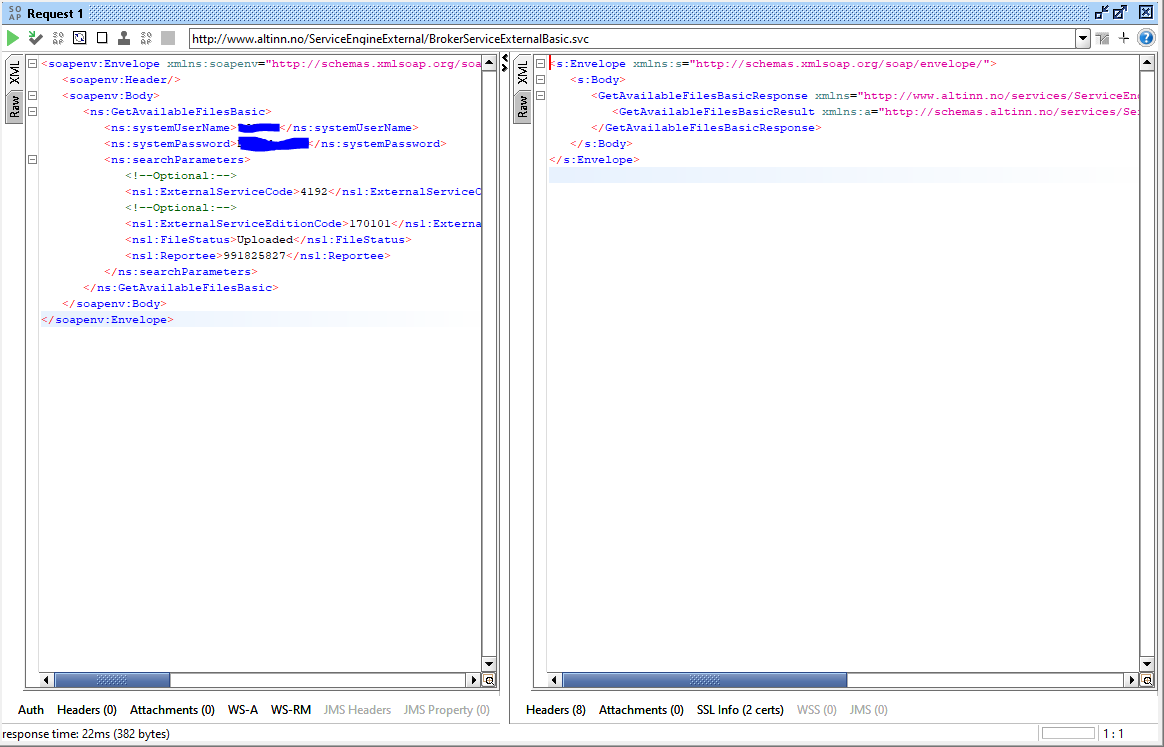 SO
AP
Request 1
SO
AP
SO
AP
http://www.altinn.no/ServiceEngineExternal/BrokerServiceExternalBasic.svc
XML
Raw
<soapenv:Envelope xmlns:soapenv="http://schemas.xmlsoap.org/soa
<soapenv:Header/>
<soapenv:Body>
<ns:GetAvailableFilesBasic>
<ns:systemUserName></ns:systemUserName>
<ns:systemPassword></ns:systemPassword>
<ns:searchParameters>
<!--Optional:-->
<ns1:ExternalServiceCode>4192</ns1:ExternalServiceC
<!--Optional:-->
<ns1:ExternalServiceEditionCode>170101</ns1:Externa
<ns1:FileStatus>Uploaded</ns1:FileStatus>
<ns1:Reportee>991825827</ns1:Reportee>
</ns:searchParameters>
</ns:GetAvailableFilesBasic>
</soapenv:Body>
</soapenv:Envelope>
XML
Raw
<s:Envelope xmlns:s="http://schemas.xmlsoap.org/soap/envelope/">
<s:Body>
<GetAvailableFilesBasicResponse xmlns="http://www.altinn.no/services/ServiceEn
<GetAvailableFilesBasicResult xmlns:a="http://schemas.altinn.no/services/Se
</GetAvailableFilesBasicResponse>
</s:Body>
</s:Envelope>
Auth Headers (0) Attachments (0) WS-A WS-RM JMS Headers JMS Property (0)
Headers (8) Attachments (0) SSL Info (2 certs) WSS (0) JMS (0)
response time: 22ms (382 bytes)
1 : 1